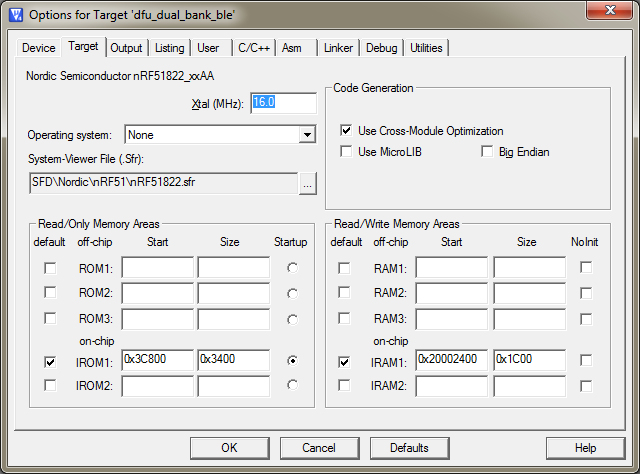 Options for Target 'dfu_dual_bank_ble'
Device Target Output Listing User C/C++ Asm Linker Debug Utilities
Nordic Semiconductor nRF51822_xxAA
Xtal (MHz): 16.0
Operating system: None
System-Viewer File (.Sfr):
SFD\Nordic\nRF51\nRF51822.sfr ...
Code Generation
Use Cross-Module Optimization
Use MicroLIB Big Endian
Read/Only Memory Areas
default off-chip Start Size Startup
ROM1:
ROM2:
ROM3:
on-chip
IROM1: 0x3C800 0x3400
IROM2:
Read/Write Memory Areas
default off-chip Start Size NoInit
RAM1:
RAM2:
RAM3:
on-chip
IRAM1: 0x20002400 0x1C00
IRAM2:
OK Cancel Defaults Help